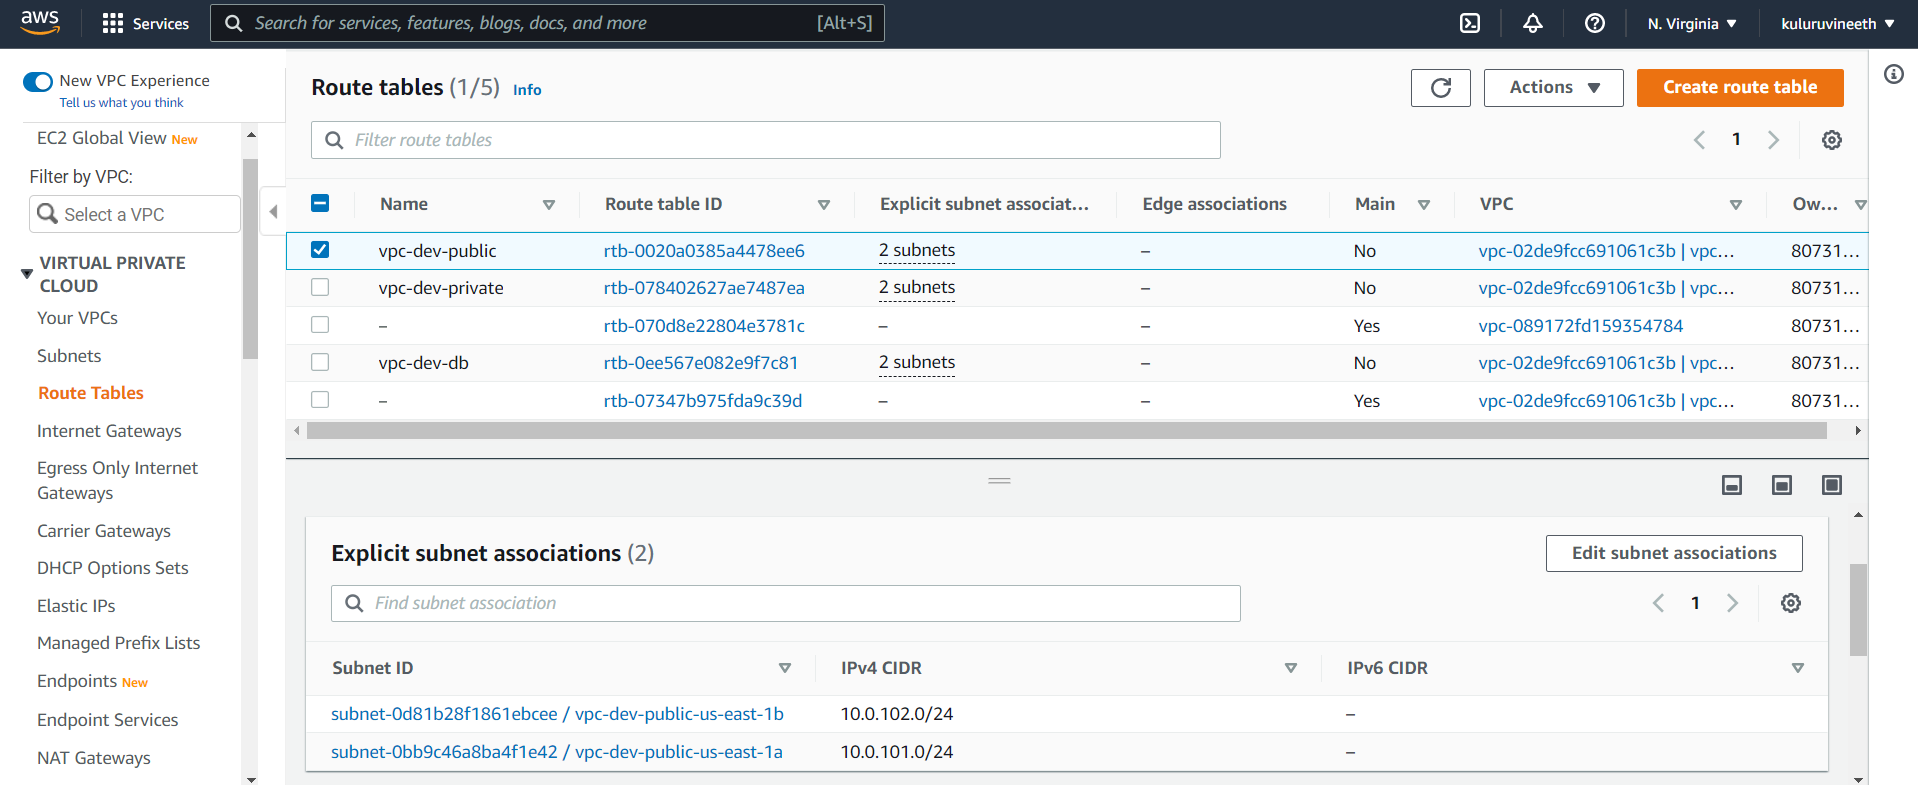 aws
Services
Search for services, features, blogs, docs, and more [Alt+S]
N. Virginia
kuluruvineeth
New VPC Experience
Tell us what you think
EC2 Global View New
Filter by VPC:
Select a VPC
VIRTUAL PRIVATE
CLOUD
Your VPCs
Subnets
Route Tables
Internet Gateways
Egress Only Internet
Gateways
Carrier Gateways
DHCP Options Sets
Elastic IPs
Managed Prefix Lists
Endpoints New
Endpoint Services
NAT Gateways
Route tables (1/5) Info
Actions
Create route table
Filter route tables
1
Name Route table ID Explicit subnet associat... Edge associations Main VPC Ow...
vpc-dev-public rtb-0020a0385a4478ee6 2 subnets – No vpc-02de9fcc691061c3b | vpc... 80731...
vpc-dev-private rtb-078402627ae7487ea 2 subnets – No vpc-02de9fcc691061c3b | vpc... 80731...
– rtb-070d8e22804e3781c – – Yes vpc-089172fd159354784 80731...
vpc-dev-db rtb-0ee567e082e9f7c81 2 subnets – No vpc-02de9fcc691061c3b | vpc... 80731...
– rtb-07347b975fda9c39d – – Yes vpc-02de9fcc691061c3b | vpc... 80731...
Explicit subnet associations (2)
Edit subnet associations
Find subnet association
1
Subnet ID IPv4 CIDR IPv6 CIDR
subnet-0d81b28f1861ebcee / vpc-dev-public-us-east-1b 10.0.102.0/24 –
subnet-0bb9c46a8ba4f1e42 / vpc-dev-public-us-east-1a 10.0.101.0/24 –